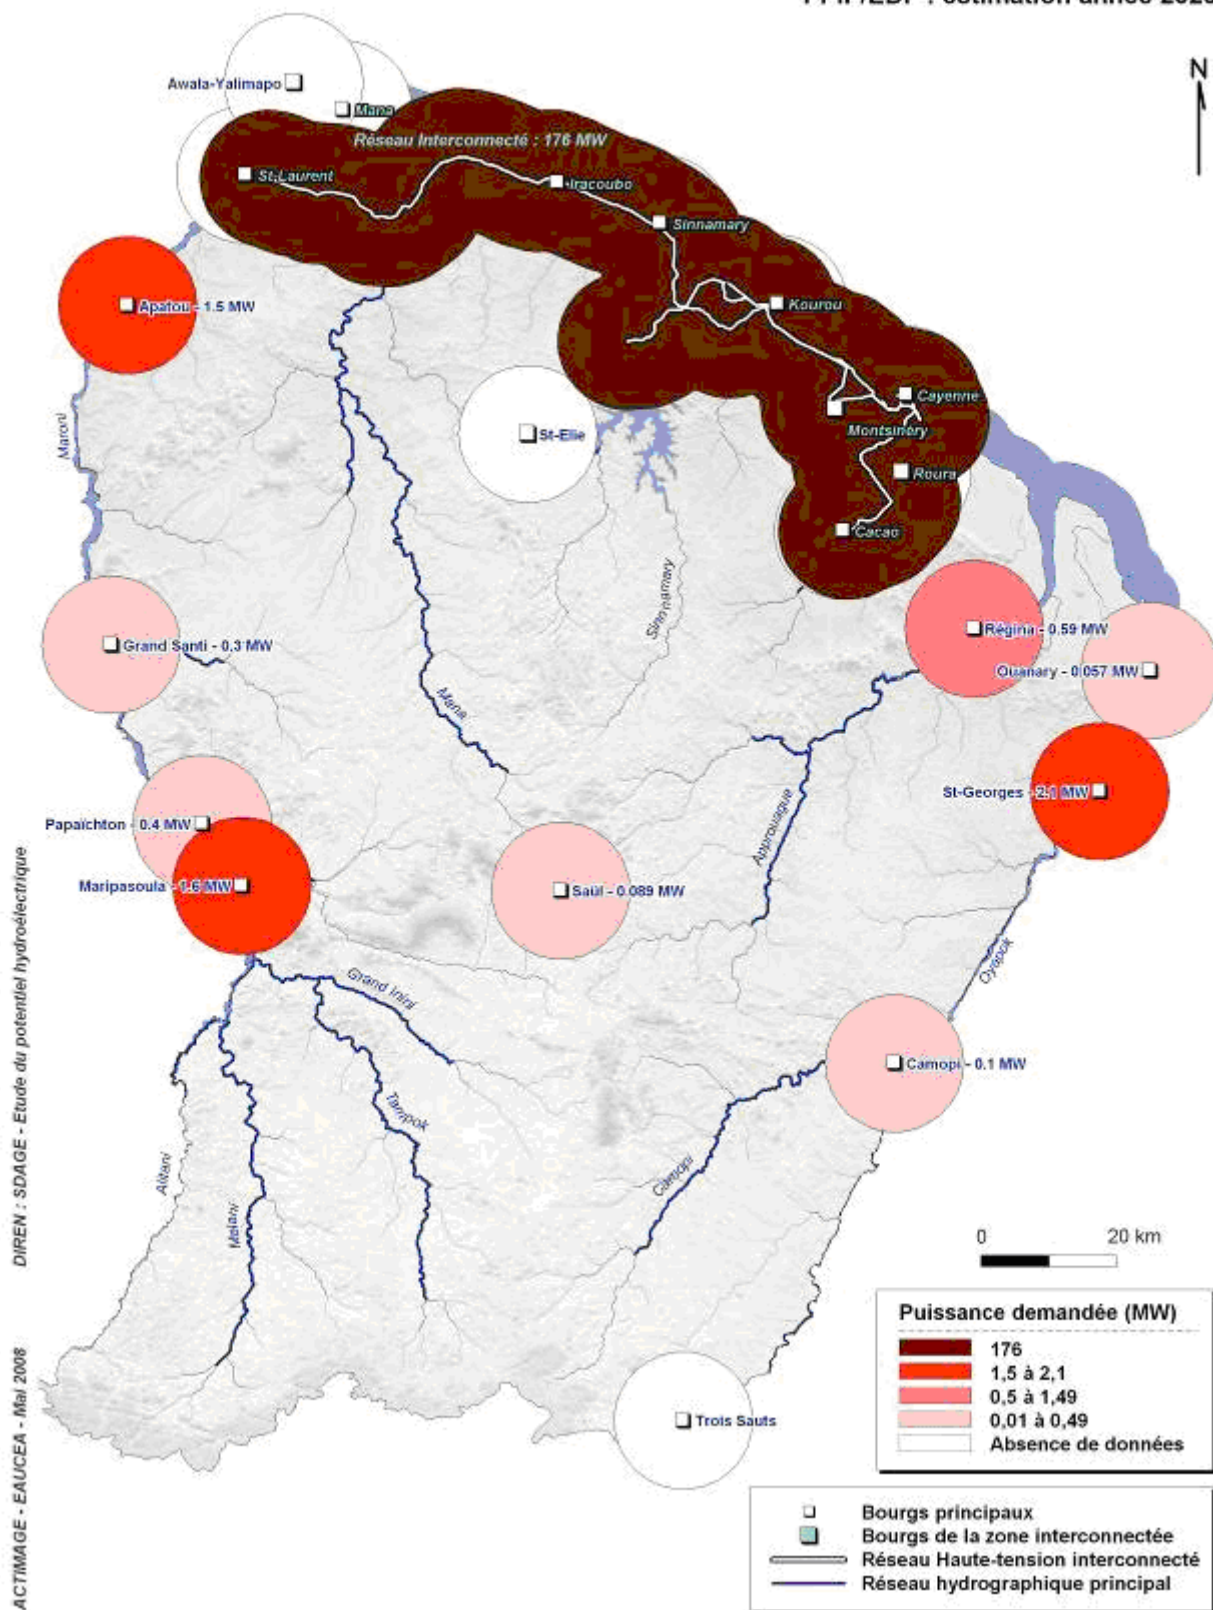 estimation année
N
Awala-Yalimapo
Mana
Réseau Interconnecté : 176 MW
St-Laurent
Iracoubo
Sinnamary
Apatou - 1.5 MW
Kourou
Cayenne
Montsinéry
Maroni
St-Elie
Roura
Cacao
Sinnamary
Régina - 0.59 MW
Grand Santi - 0.3 MW
Ouanary - 0.057 MW
Mana
St-Georges - 2.1 MW
Approuague
Papaïchton - 0.4 MW
Maripasoula - 1.6 MW
Saül - 0.089 MW
Oyapok
Grand Inini
Camopi - 0.1 MW
Tampok
Alitani
Malani
Camopi
0 20 km
Puissance demandée (MW)
176
1,5 à 2,1
0,5 à 1,49
0,01 à 0,49
Absence de données
Trois Sauts
Bourgs principaux
Bourgs de la zone interconnectée
Réseau Haute-tension interconnecté
Réseau hydrographique principal
DIREN : SDAGE - Etude du potentiel hydroélectrique
ACTIMAGE - EAUCEA - Mai 2008